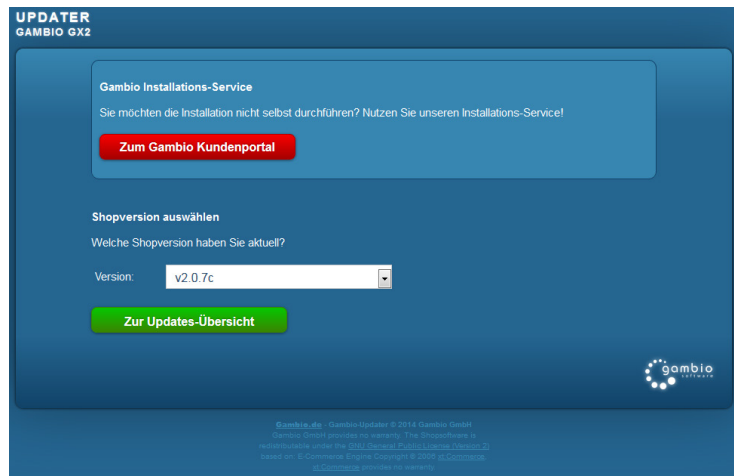 UPDATER
GAMBIO GX2
Gambio Installations-Service
Sie möchten die Installation nicht selbst durchführen? Nutzen Sie unseren Installations-Service!
Zum Gambio Kundenportal
Shopversion auswählen
Welche Shopversion haben Sie aktuell?
Version: v2.0.7c
Zur Updates-Übersicht
gambio
software
Gambio.de - Gambio-Updater © 2014 Gambio GmbH
Gambio GmbH provides no warranty. The Shopsoftware is
redistributable under the GNU General Public License (Version 2)
based on: E-Commerce Engine Copyright © 2006 xt:Commerce,
xt:Commerce provides no warranty.